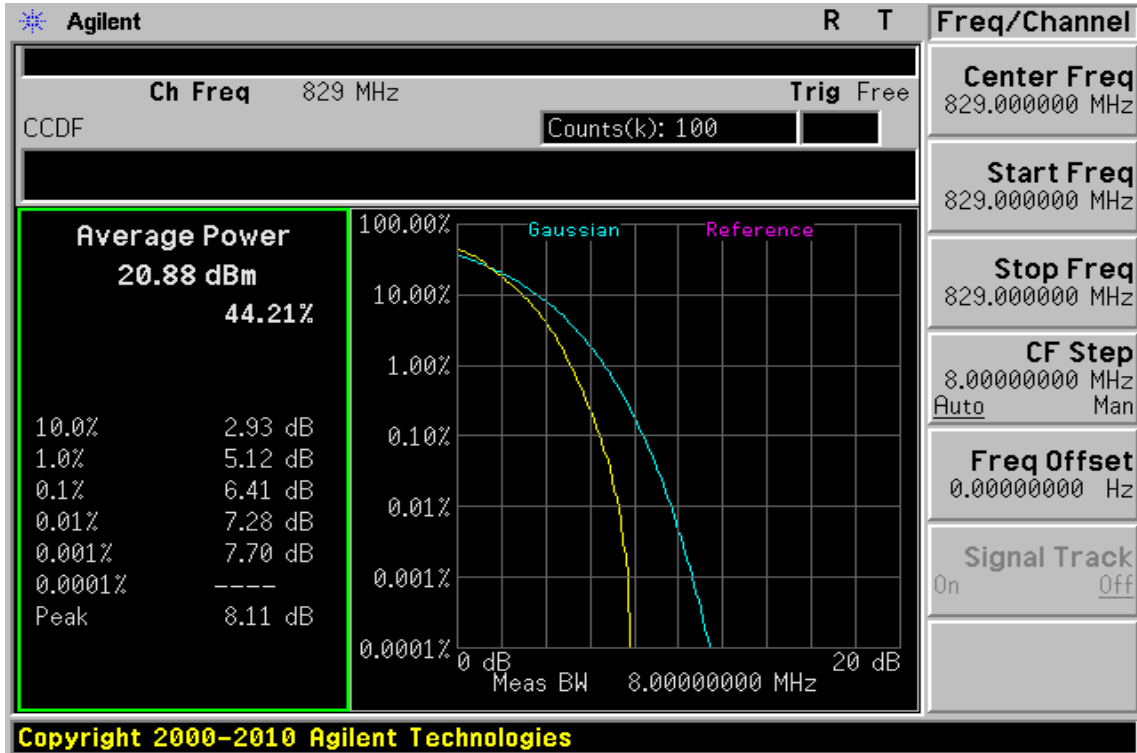 Agilent R T
Ch Freq 829 MHz Trig Free
CCDF Counts(k): 100
Average Power
20.88 dBm
44.21%
10.0% 2.93 dB
1.0% 5.12 dB
0.1% 6.41 dB
0.01% 7.28 dB
0.001% 7.70 dB
0.0001% ----
Peak 8.11 dB
Gaussian Reference
100.00%
10.00%
1.00%
0.10%
0.01%
0.001%
0.0001%
0 dB 20 dB
Meas BW 8.00000000 MHz
Freq/Channel
Center Freq
829.000000 MHz
Start Freq
829.000000 MHz
Stop Freq
829.000000 MHz
CF Step
8.00000000 MHz
Auto Man
Freq Offset
0.00000000 Hz
Signal Track
On Off
Copyright 2000-2010 Agilent Technologies